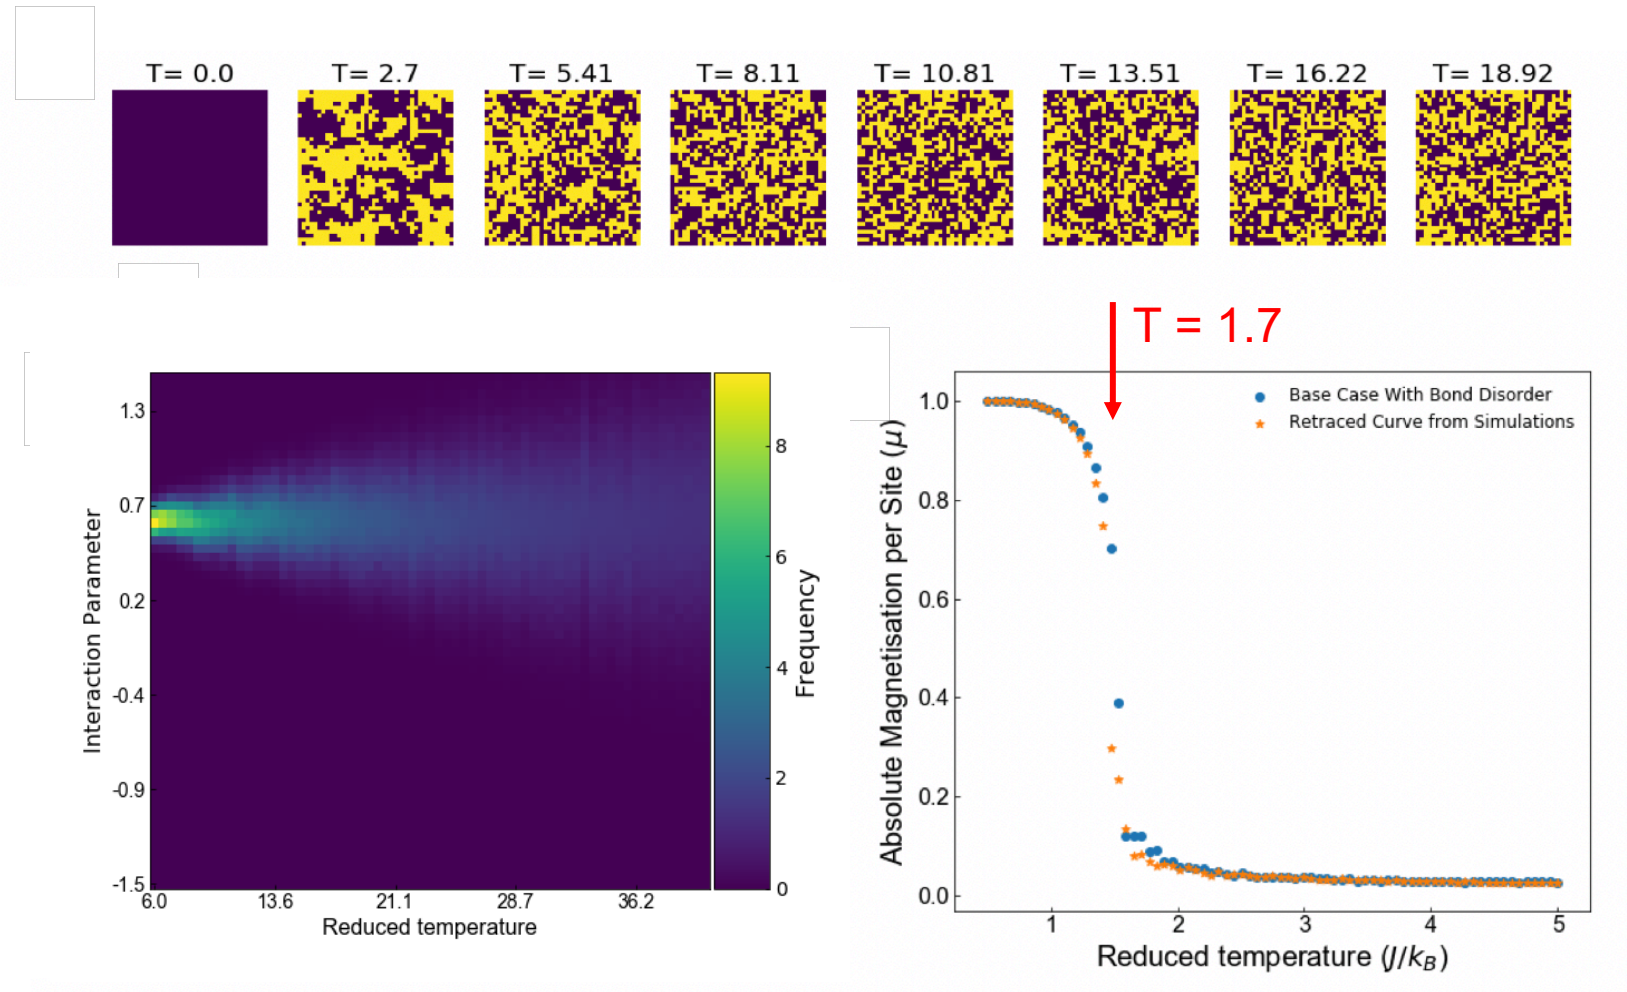 T= 0.0 T= 2.7 T= 5.41 T= 8.11 T= 10.81 T= 13.51 T= 16.22 T= 18.92
1.3
0.7
0.2
-0.4
-0.9
-1.5
Interaction Parameter
6.0 13.6 21.1 28.7 36.2
Reduced temperature
8
6
4
2
0
Frequency
T = 1.7
Base Case With Bond Disorder
Retraced Curve from Simulations
1.0
0.8
0.6
0.4
0.2
0.0
Absolute Magnetisation per Site (μ)
1 2 3 4 5
Reduced temperature (J/k_B)